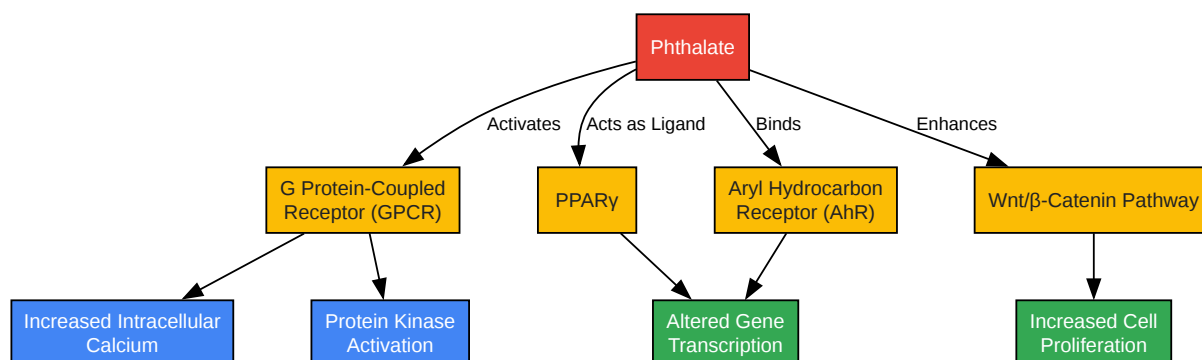 Phthalate
Activates
Acts as Ligand
Binds
Enhances
G Protein-Coupled
Receptor (GPCR)
PPARγ
Aryl Hydrocarbon
Receptor (AhR)
Wnt/β-Catenin Pathway
Increased Intracellular
Calcium
Protein Kinase
Activation
Altered Gene
Transcription
Increased Cell
Proliferation